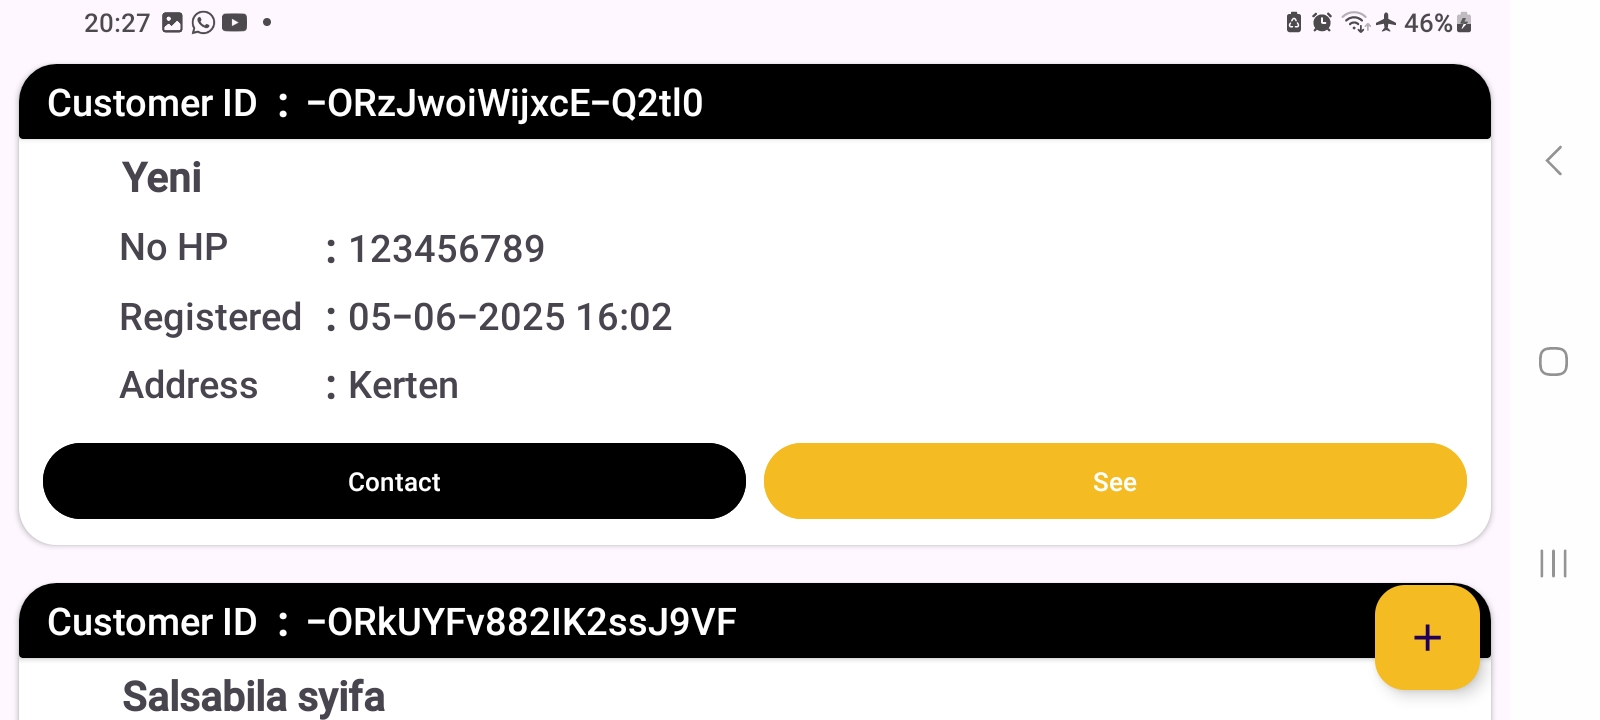 20:27 46%
Customer ID : -ORzJwoiWijxcE-Q2tl0
Yeni
No HP : 123456789
Registered : 05-06-2025 16:02
Address : Kerten
Contact See
Customer ID : -ORkUYFv882IK2ssJ9VF
+
Salsabila syifa